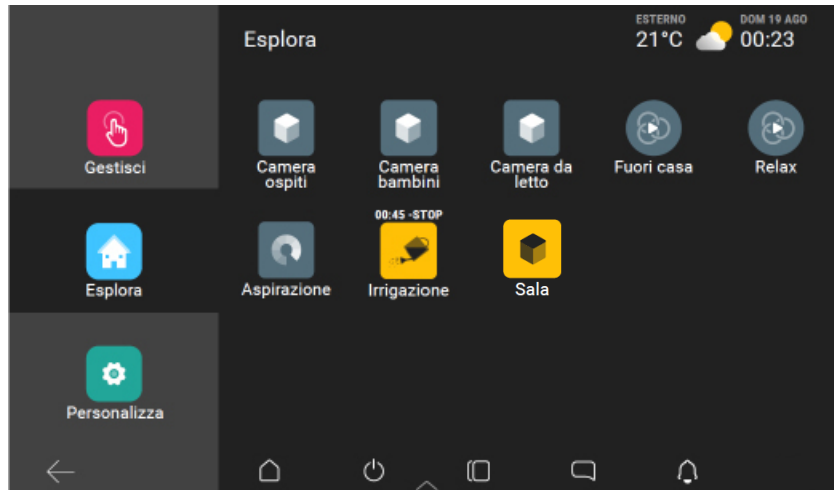 Esplora
ESTERNO
21°C
DOM 19 AGO
00:23
Gestisci
Camera
ospiti
Camera
bambini
Camera da
letto
Fuori casa
Relax
00:45 -STOP
Esplora
Aspirazione
Irrigazione
Sala
Personalizza